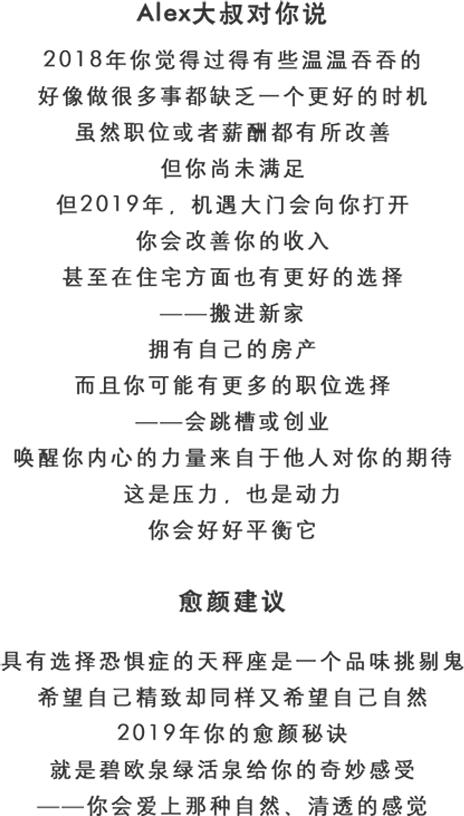 Alex大叔对你说
2018年你觉得过得有些温温吞吞的
好像做很多事都缺乏一个更好的时机
虽然职位或者薪酬都有所改善
但你尚未满足
但2019年，机遇大门会向你打开
你会改善你的收入
甚至在住宅方面也有更好的选择
——搬进新家
拥有自己的房产
而且你可能有更多的职位选择
——会跳槽或创业
唤醒你内心的力量来自于他人对你的期待
这是压力，也是动力
你会好好平衡它
愈颜建议
具有选择恐惧症的天秤座是一个品味挑剔鬼
希望自己精致却同样又希望自己自然
2019年你的愈颜秘诀
就是碧欧泉绿活泉给你的奇妙感受
——你会爱上那种自然、清透的感觉